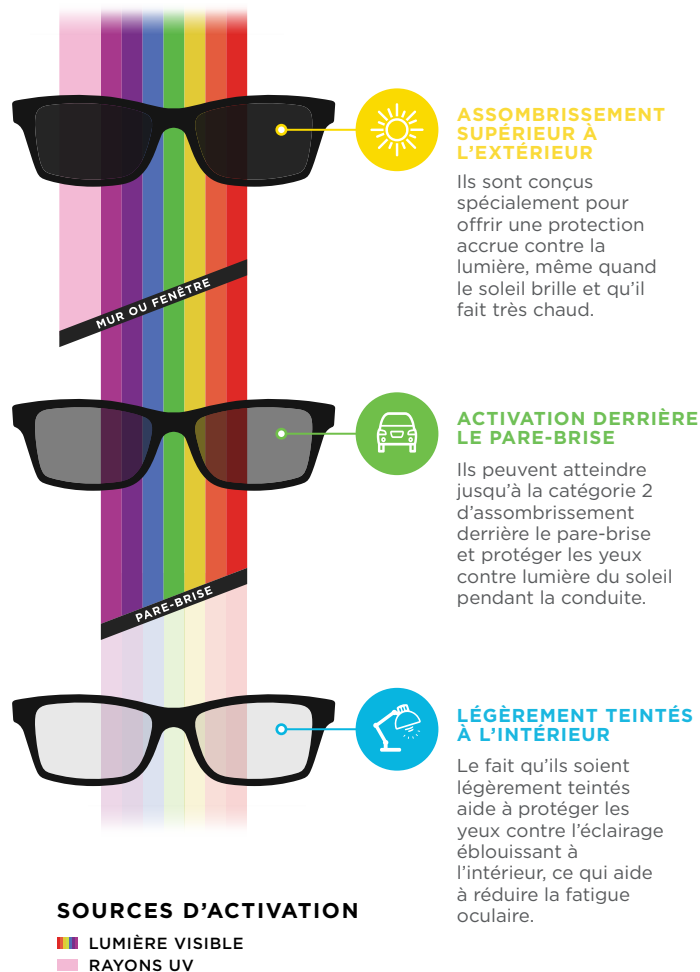 ASSOMBRISSEMENT
SUPÉRIEUR À
L'EXTÉRIEUR
Ils sont conçus
spécialement pour
offrir une protection
accrue contre la
lumière, même quand
le soleil brille et qu'il
fait très chaud.
MUR OU FENÊTRE
ACTIVATION DERRIÈRE
LE PARE-BRISE
Ils peuvent atteindre
jusqu'à la catégorie 2
d'assombrissement
derrière le pare-brise
et protéger les yeux
contre lumière du soleil
pendant la conduite.
PARE-BRISE
LÉGÈREMENT TEINTÉS
À L'INTÉRIEUR
Le fait qu'ils soient
légèrement teintés
aide à protéger les
yeux contre l'éclairage
éblouissant à
l'intérieur, ce qui aide
à réduire la fatigue
oculaire.
SOURCES D'ACTIVATION
LUMIÈRE VISIBLE
RAYONS UV